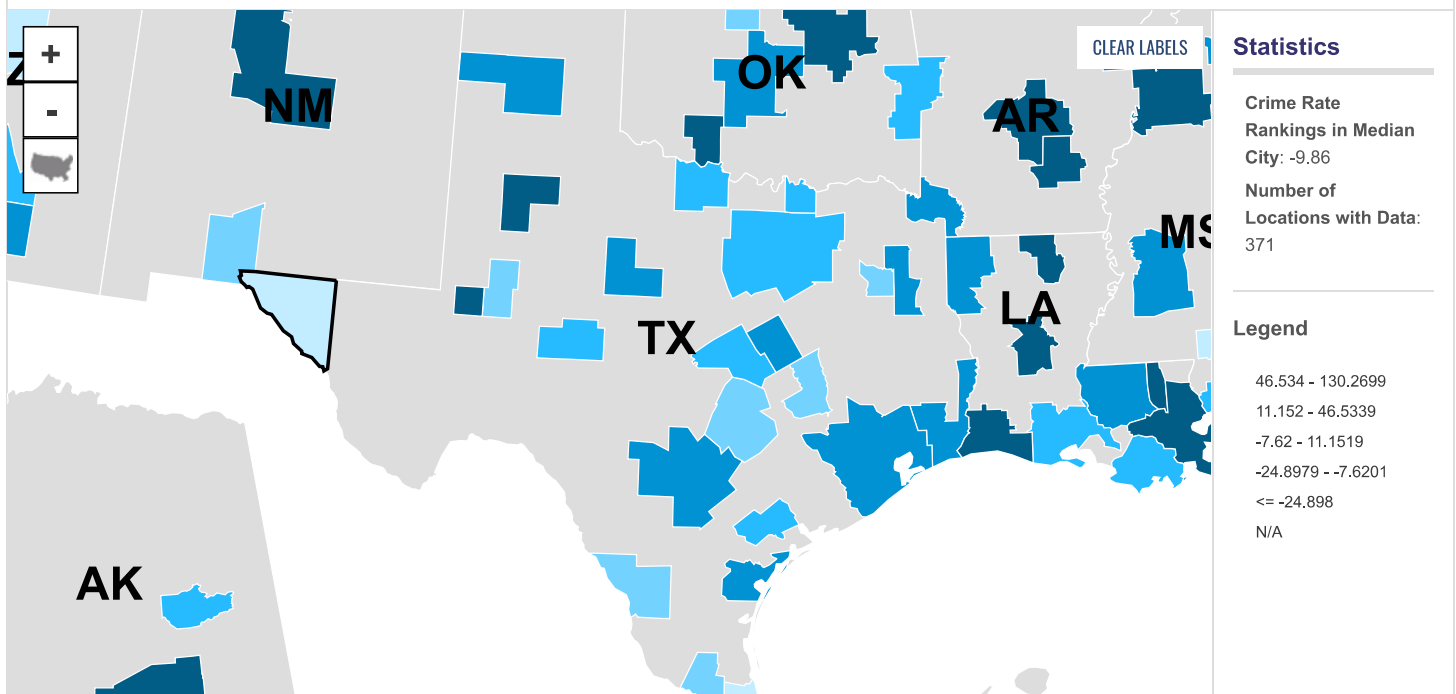 +
-
Z
NM
OK
AR
MS
TX
LA
AK
CLEAR LABELS
Statistics
Crime Rate
Rankings in Median
City: -9.86
Number of
Locations with Data:
371
Legend
46.534 - 130.2699
11.152 - 46.5339
-7.62 - 11.1519
-24.8979 - -7.6201
<= -24.898
N/A